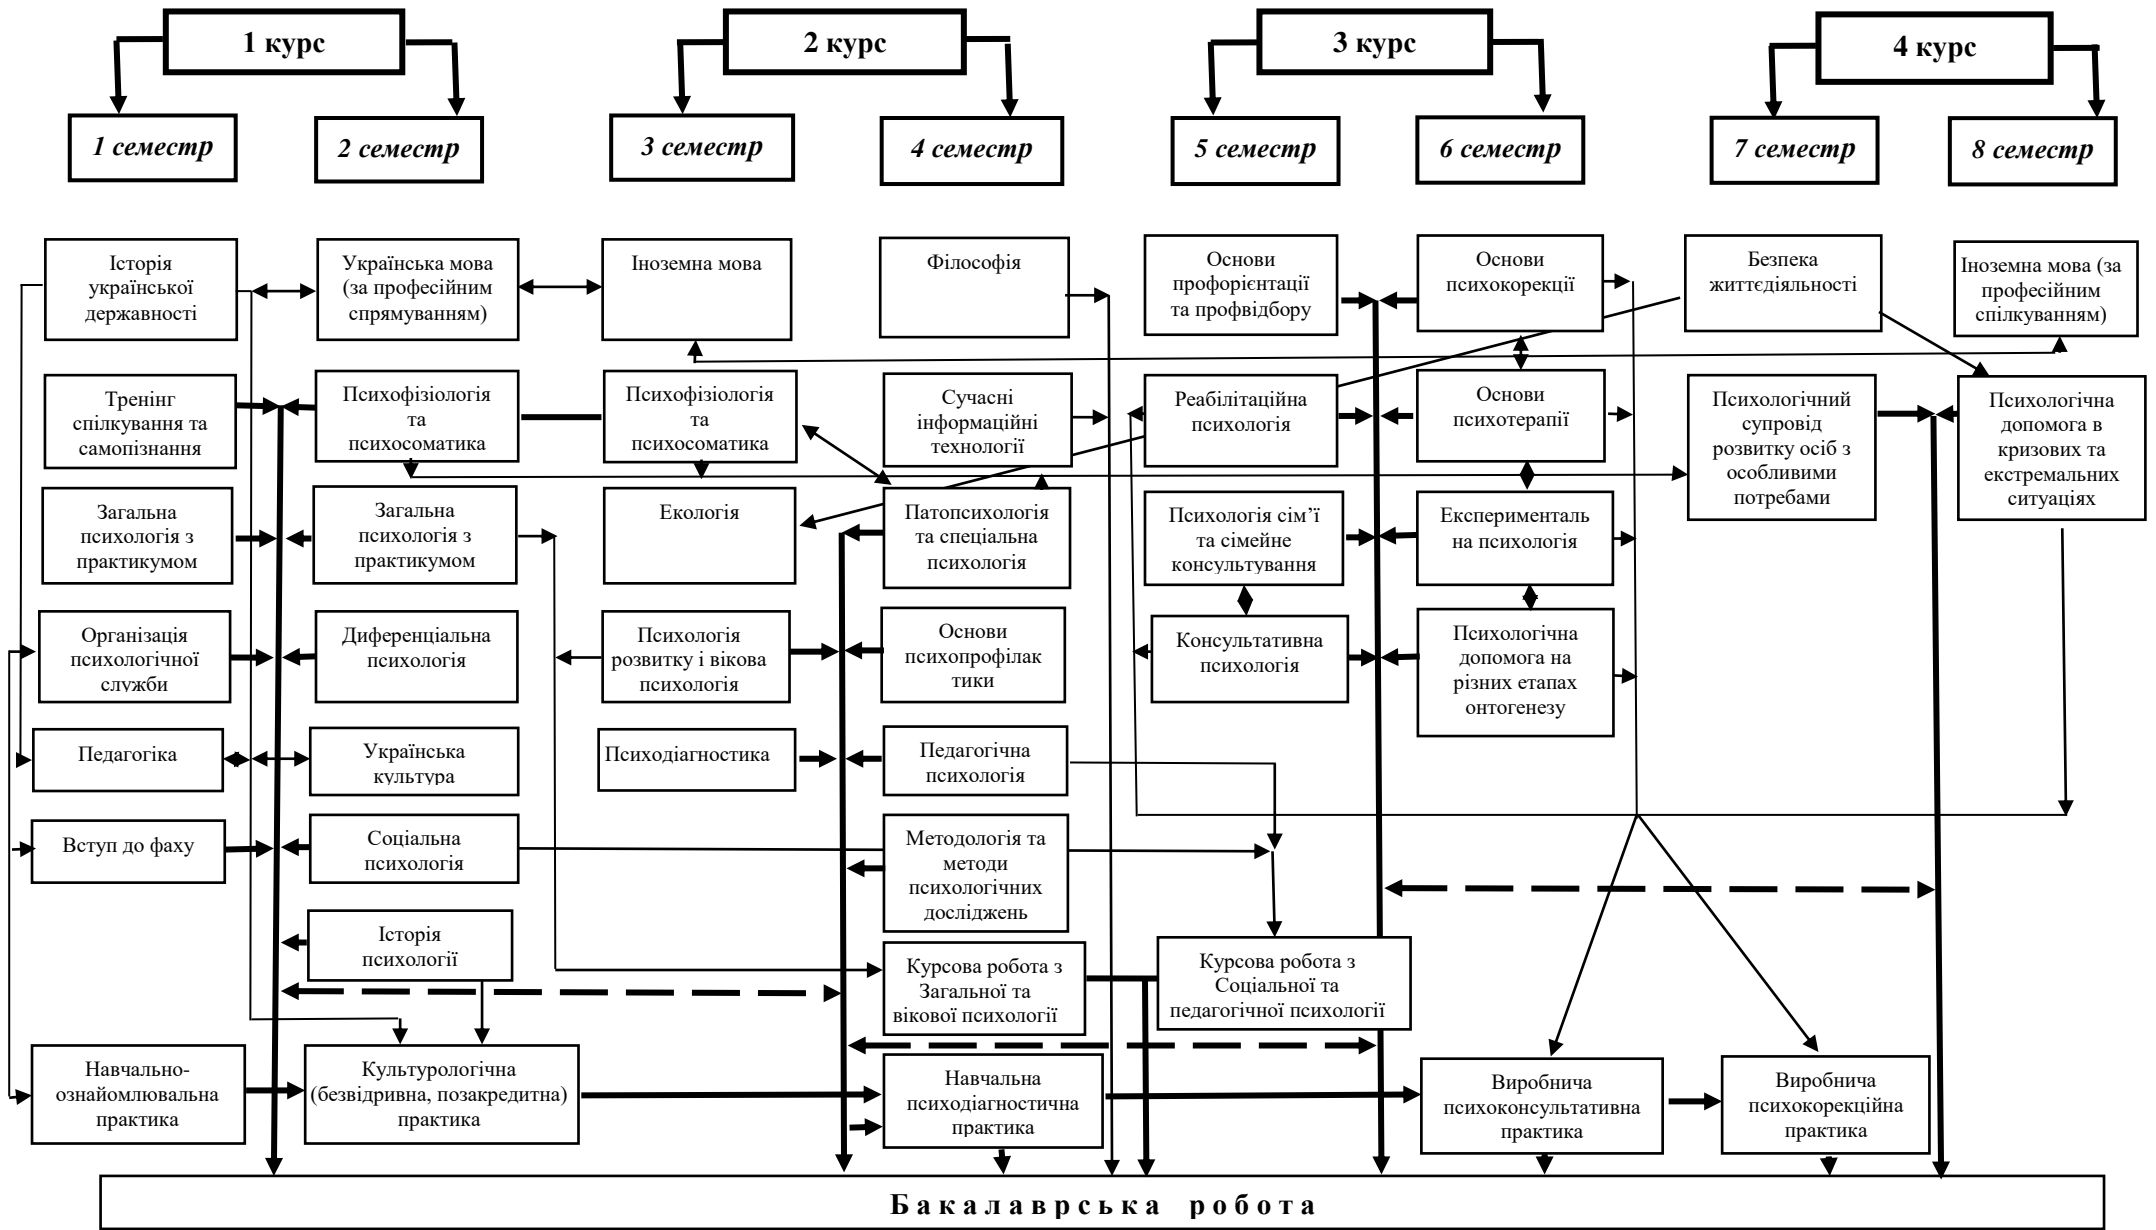 1 курс
2 курс
3 курс
4 курс
1 семестр
2 семестр
3 семестр
4 семестр
5 семестр
6 семестр
7 семестр
8 семестр
Історія
української
державності
Українська мова
(за професійним
спрямуванням)
Іноземна мова
Філософія
Основи
профорієнтації
та профвідбору
Основи
психокорекції
Безпека
життєдіяльності
Іноземна мова (за
професійним
спілкуванням)
Тренінг
спілкування та
самопізнання
Психофізіологія
та
психосоматика
Психофізіологія
та
психосоматика
Сучасні
інформаційні
технології
Реабілітаційна
психологія
Основи
психотерапії
Психологічний
супровід
розвитку осіб з
особливими
потребами
Психологічна
допомога в
кризових та
екстремальних
ситуаціях
Загальна
психологія з
практикумом
Загальна
психологія з
практикумом
Екологія
Патопсихологія
та спеціальна
психологія
Психологія сім’ї
та сімейне
консультування
Експерименталь
на психологія
Організація
психологічної
служби
Диференціальна
психологія
Психологія
розвитку і вікова
психологія
Основи
психопрофілак
тики
Консультативна
психологія
Психологічна
допомога на
різних етапах
онтогенезу
Педагогіка
Українська
культура
Психодіагностика
Педагогічна
психологія
Вступ до фаху
Соціальна
психологія
Методологія та
методи
психологічних
досліджень
Історія
психології
Курсова робота з
Загальної та
вікової психології
Курсова робота з
Соціальної та
педагогічної психології
Навчально-
ознайомлювальна
практика
Культурологічна
(безвідривна, позакредитна)
практика
Навчальна
психодіагностична
практика
Виробнича
психоконсультативна
практика
Виробнича
психокорекційна
практика
Бакалаврська робота